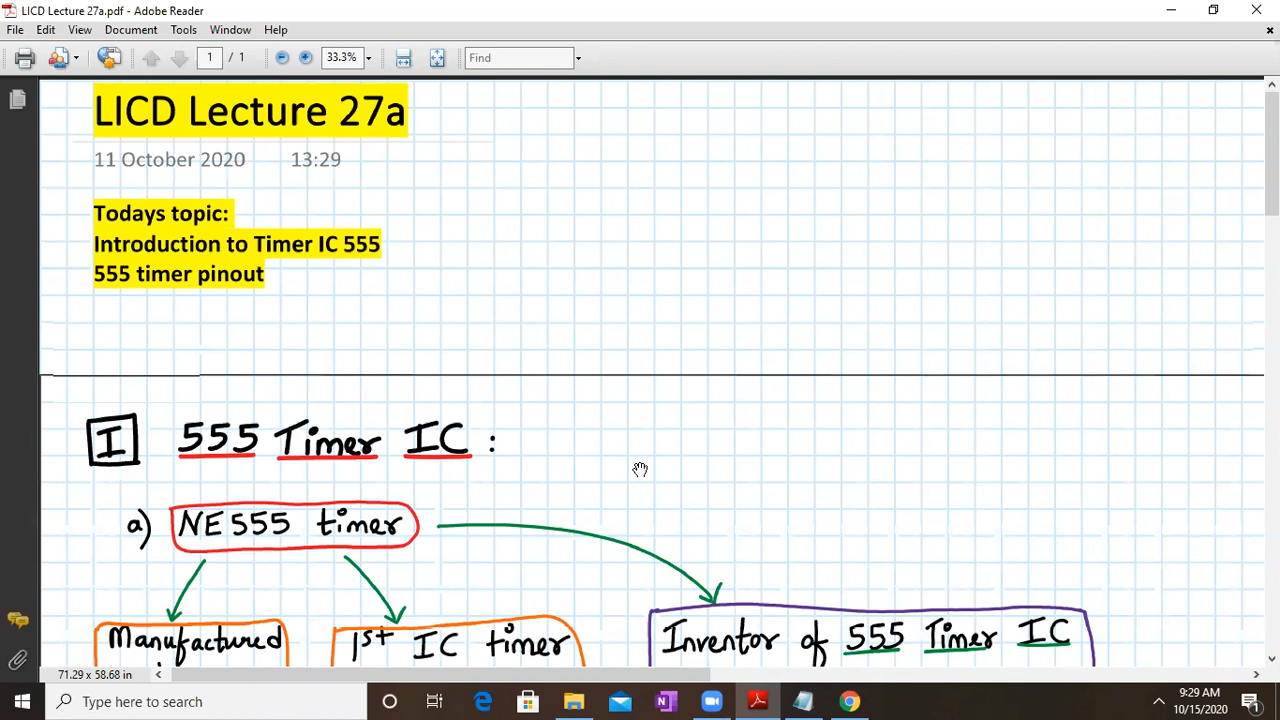 LICD Lecture 27a.pdf - Adobe Reader
File Edit View Document Tools Window Help
1 / 1 33.3% Find
LICD Lecture 27a
11 October 2020 13:29
Todays topic:
Introduction to Timer IC 555
555 timer pinout
I 555 Timer IC :
a) NE555 timer
Manufactured 1st IC timer Inventor of 555 Timer IC
71.29 x 58.68 in
Type here to search
9:29 AM
10/15/2020